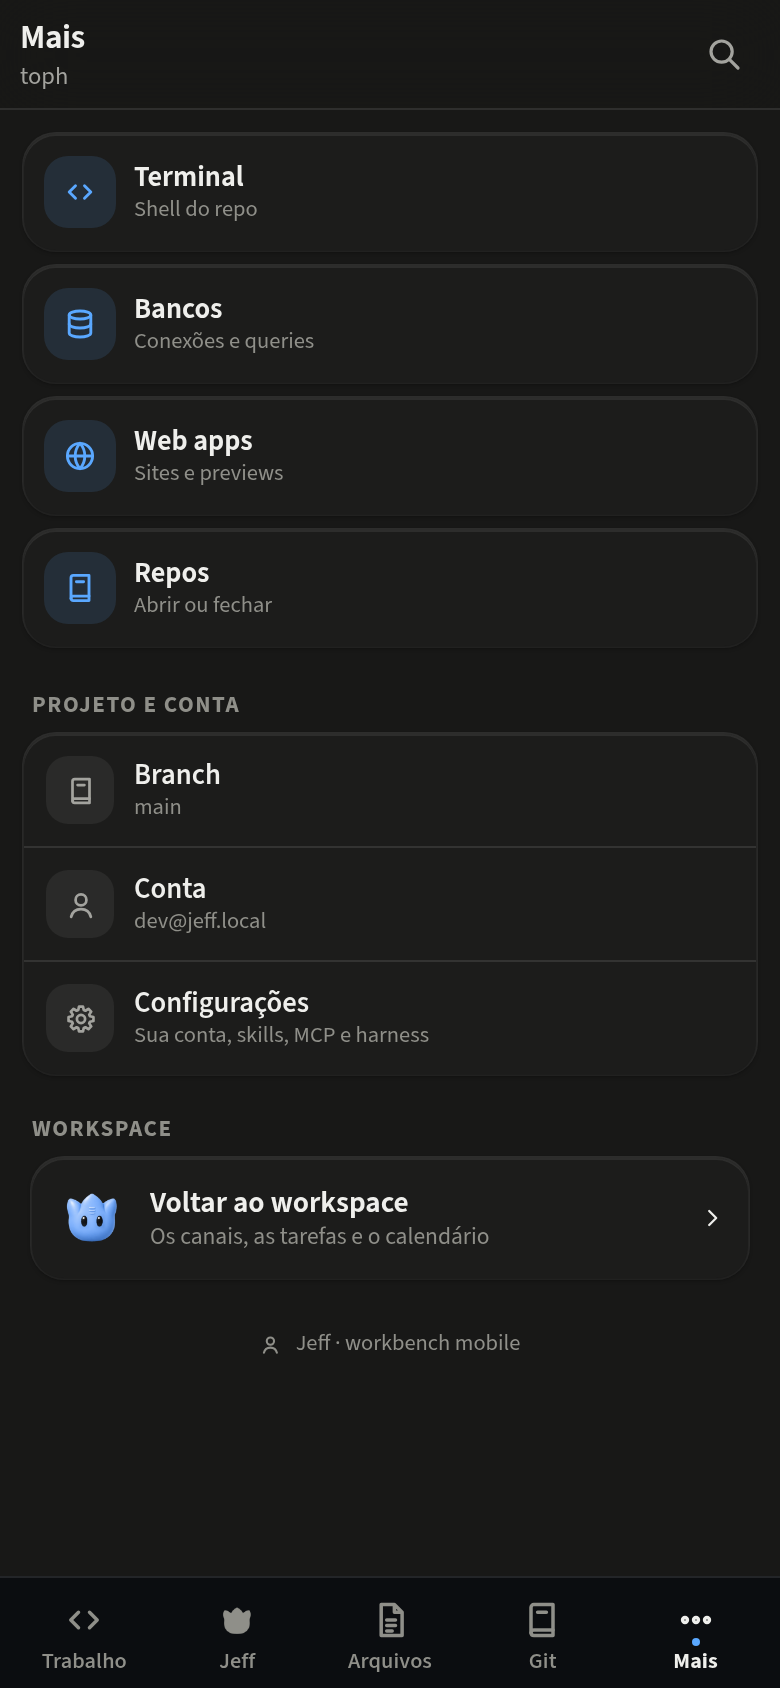 Mais
toph
Terminal
Shell do repo
Bancos
Conexões e queries
Web apps
Sites e previews
Repos
Abrir ou fechar
PROJETO E CONTA
Branch
main
Conta
dev@jeff.local
Configurações
Sua conta, skills, MCP e harness
WORKSPACE
Voltar ao workspace
Os canais, as tarefas e o calendário
Jeff · workbench mobile
Trabalho
Jeff
Arquivos
Git
Mais